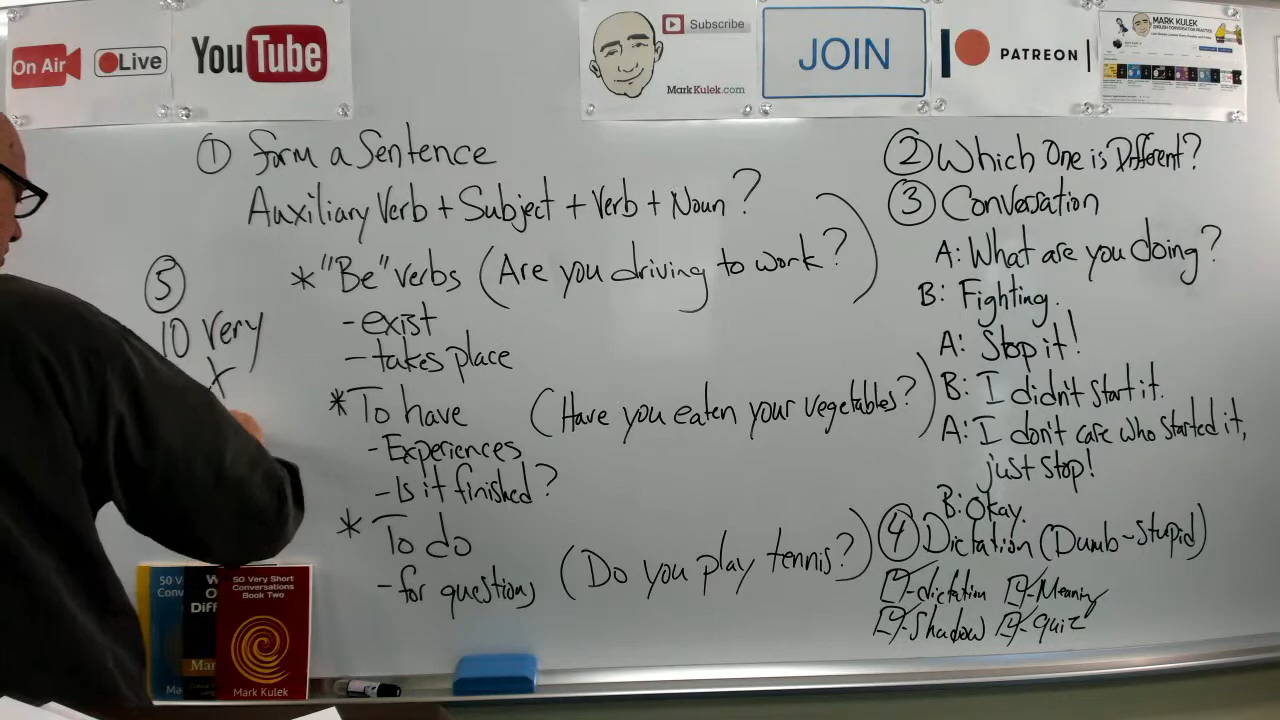 On Air
Live
YouTube
Subscribe
MarkKulek.com
JOIN
PATREON
MARK KULEK
① Form a Sentence
Auxiliary Verb + Subject + Verb + Noun?
* "Be" verbs (Are you driving to work?)
- exist
- takes place
* To have (Have you eaten your vegetables?)
- Experiences
- Is it finished?
* To do
- for questions (Do you play tennis?)
② Which One is Different?
③ Conversation
A: What are you doing?
B: Fighting.
A: Stop it!
B: I didn't start it.
A: I don't care who started it,
just stop!
B: Okay.
④ Dictation (Dumb-Stupid)
-dictation -Meaning
-Shadow -Quiz
⑤
10 Very
50 Very Short
Conversations
Book Two
Mark Kulek